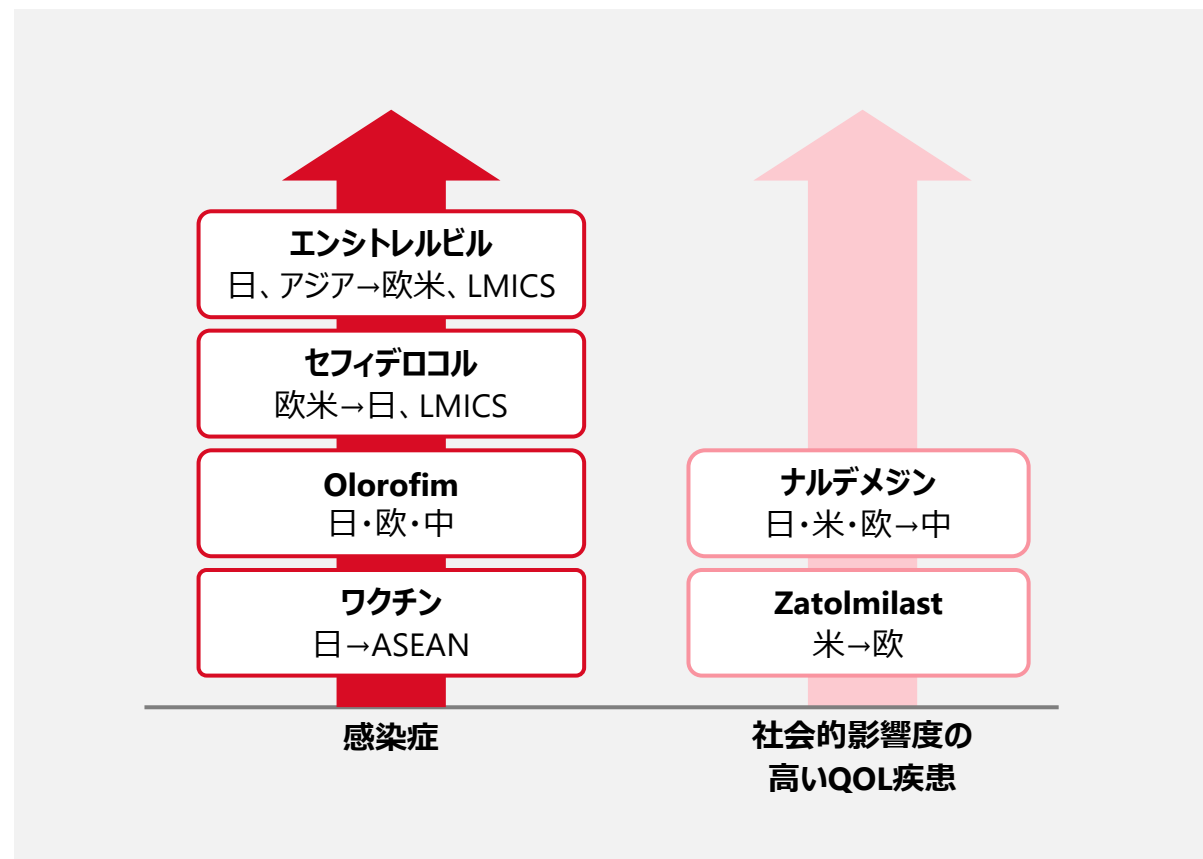 エンシトレルビル
日、アジア→欧米、LMICS
セフィデロコル
欧米→日、LMICS
Olorofim
日・欧・中
ワクチン
日→ASEAN
感染症
ナルデメジン
日・米・欧→中
Zatolmilast
米→欧
社会的影響度の
高いQOL疾患